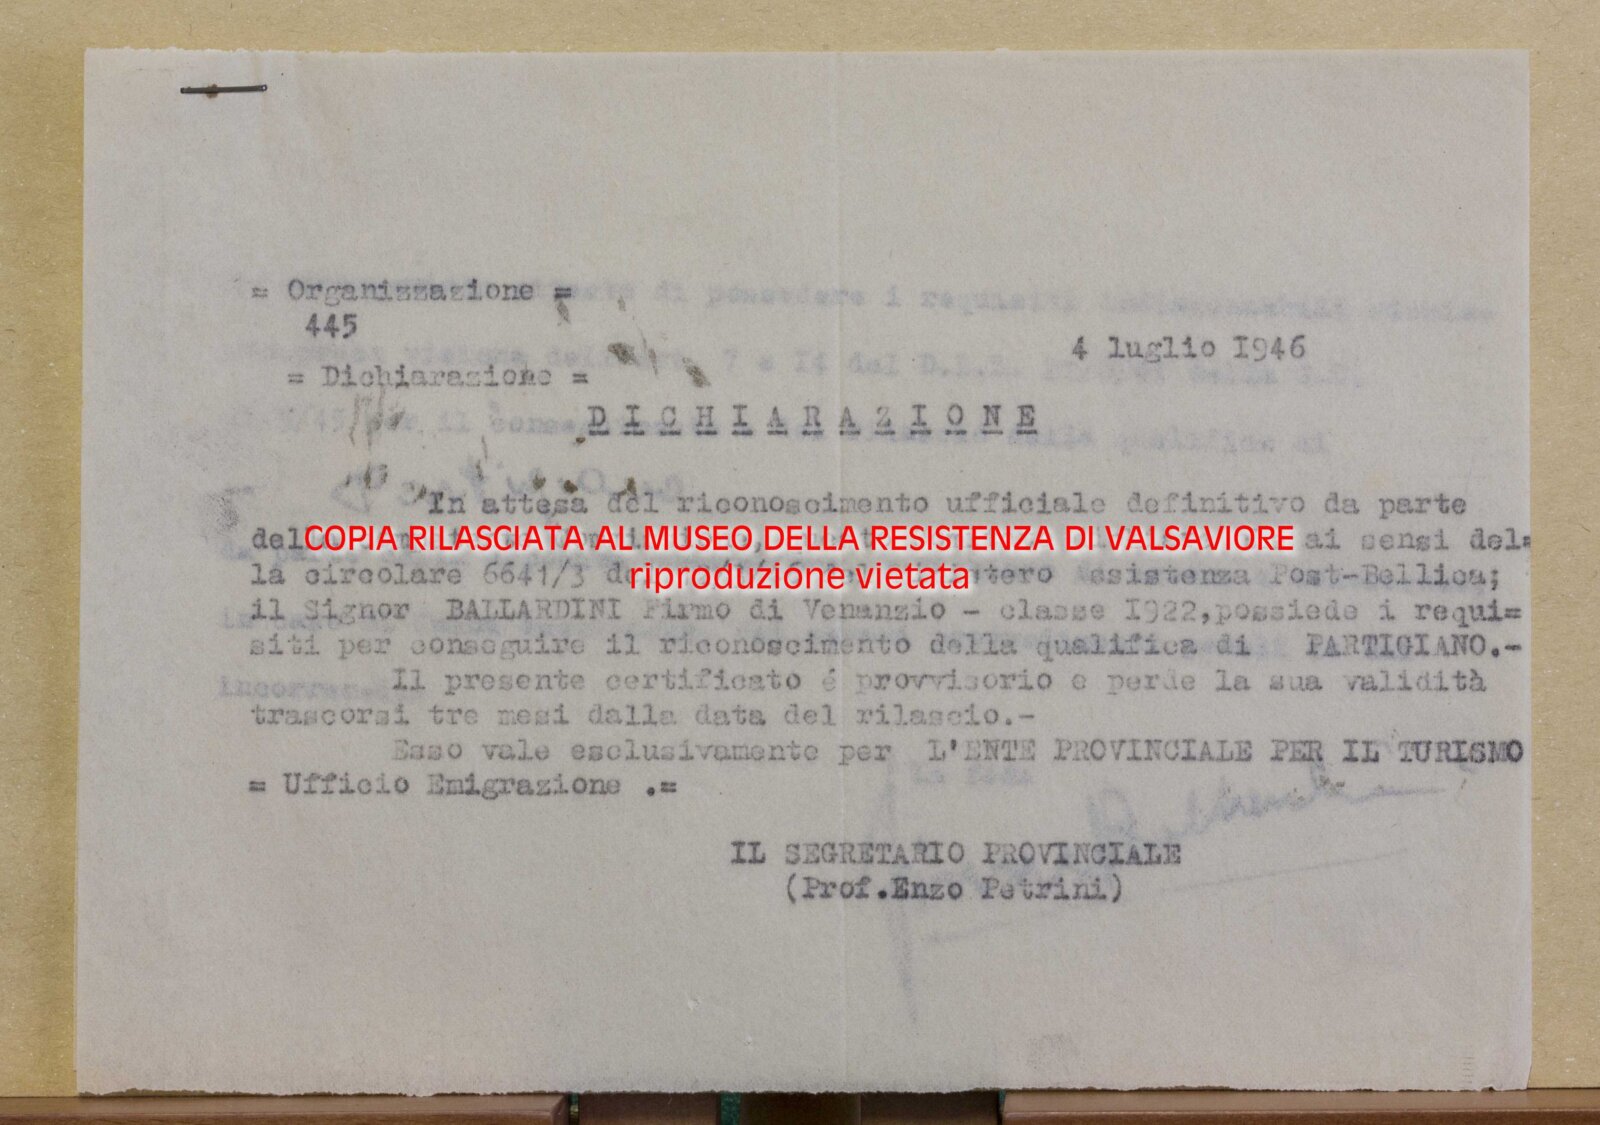 = Organizzazione =
445
4 luglio I946
= Dichiarazione =
DICHIARAZIONE
In attesa del riconoscimento ufficiale definitivo da parte
COPIA RILASCIATA AL MUSEO DELLA RESISTENZA DI VALSAVIORE
ai sensi del=
la circolare 6641/3
riproduzione vietata
Assistenza Post-Bellica;
il Signor BALLARDINI Firmo di Venanzio - classe I922,possiede i requi=
siti per conseguire il riconoscimento della qualifica di PARTIGIANO.-
Il presente certificato é provvisorio e perde la sua validità
trascorsi tre mesi dalla data del rilascio.-
Esso vale esclusivamente per L'ENTE PROVINCIALE PER IL TURISMO
= Ufficio Emigrazione .=
IL SEGRETARIO PROVINCIALE
(Prof.Enzo Petrini)